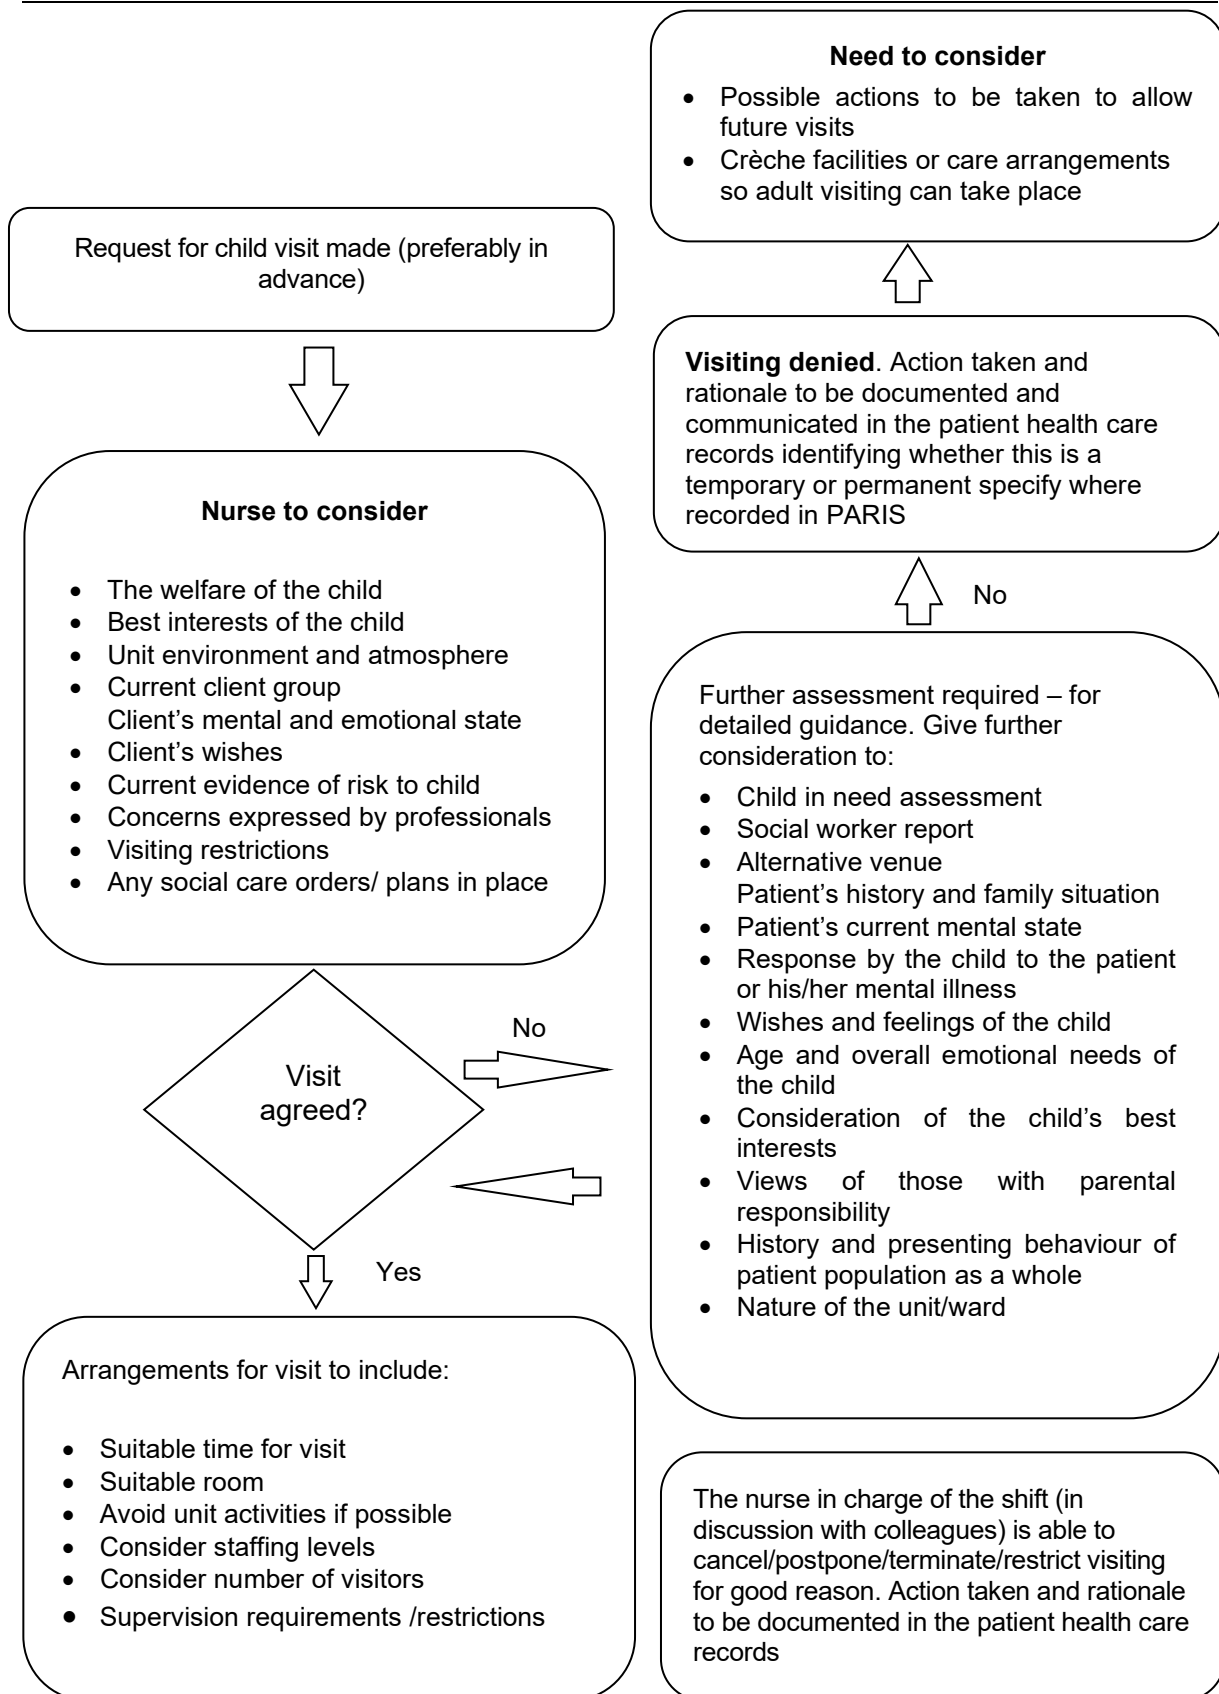 Need to consider
• Possible actions to be taken to allow
future visits
• Crèche facilities or care arrangements
so adult visiting can take place
Request for child visit made (preferably in
advance)
Visiting denied. Action taken and
rationale to be documented and
communicated in the patient health care
records identifying whether this is a
temporary or permanent specify where
recorded in PARIS
No
Nurse to consider
• The welfare of the child
• Best interests of the child
• Unit environment and atmosphere
• Current client group
Client’s mental and emotional state
• Client’s wishes
• Current evidence of risk to child
• Concerns expressed by professionals
• Visiting restrictions
• Any social care orders/ plans in place
Further assessment required – for
detailed guidance. Give further
consideration to:
• Child in need assessment
• Social worker report
• Alternative venue
Patient’s history and family situation
• Patient’s current mental state
• Response by the child to the patient
or his/her mental illness
• Wishes and feelings of the child
• Age and overall emotional needs of
the child
• Consideration of the child’s best
interests
• Views of those with parental
responsibility
• History and presenting behaviour of
patient population as a whole
• Nature of the unit/ward
Visit
agreed?
No
Yes
Arrangements for visit to include:
• Suitable time for visit
• Suitable room
• Avoid unit activities if possible
• Consider staffing levels
• Consider number of visitors
• Supervision requirements /restrictions
The nurse in charge of the shift (in
discussion with colleagues) is able to
cancel/postpone/terminate/restrict visiting
for good reason. Action taken and rationale
to be documented in the patient health care
records